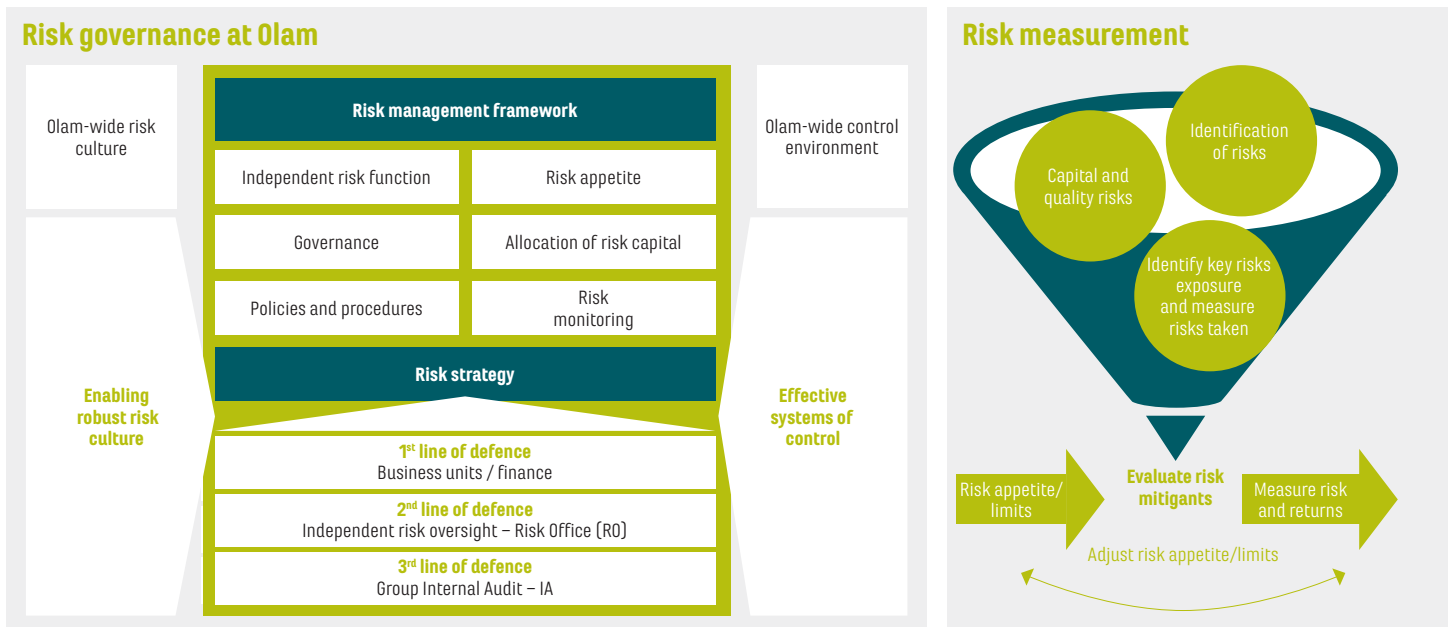 Risk governance at Olam
Olam-wide risk
culture
Enabling
robust risk
culture
Risk management framework
Independent risk function
Risk appetite
Governance
Allocation of risk capital
Policies and procedures
Risk
monitoring
Risk strategy
1st line of defence
Business units / finance
2nd line of defence
Independent risk oversight – Risk Office (RO)
3rd line of defence
Group Internal Audit – IA
Olam-wide control
environment
Effective
systems of
control
Risk measurement
Identification
of risks
Capital and
quality risks
Identify key risks
exposure
and measure
risks taken
Risk appetite/
limits
Evaluate risk
mitigants
Measure risk
and returns
Adjust risk appetite/limits